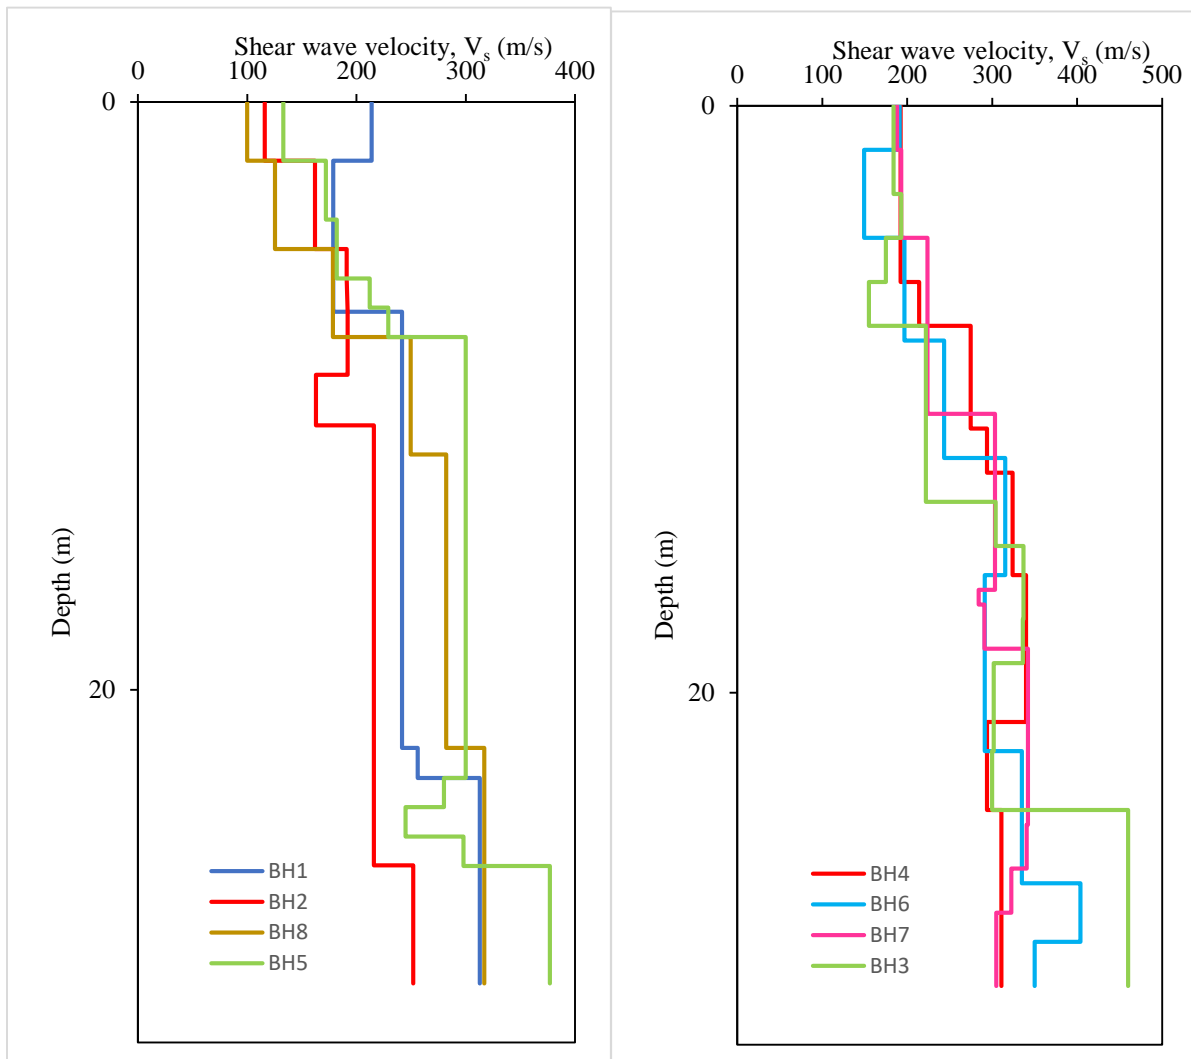 Shear wave velocity, Vs (m/s)
0 100 200 300 400
0
Depth (m)
20
BH1
BH2
BH8
BH5
Shear wave velocity, Vs (m/s)
0 100 200 300 400 500
0
Depth (m)
20
BH4
BH6
BH7
BH3